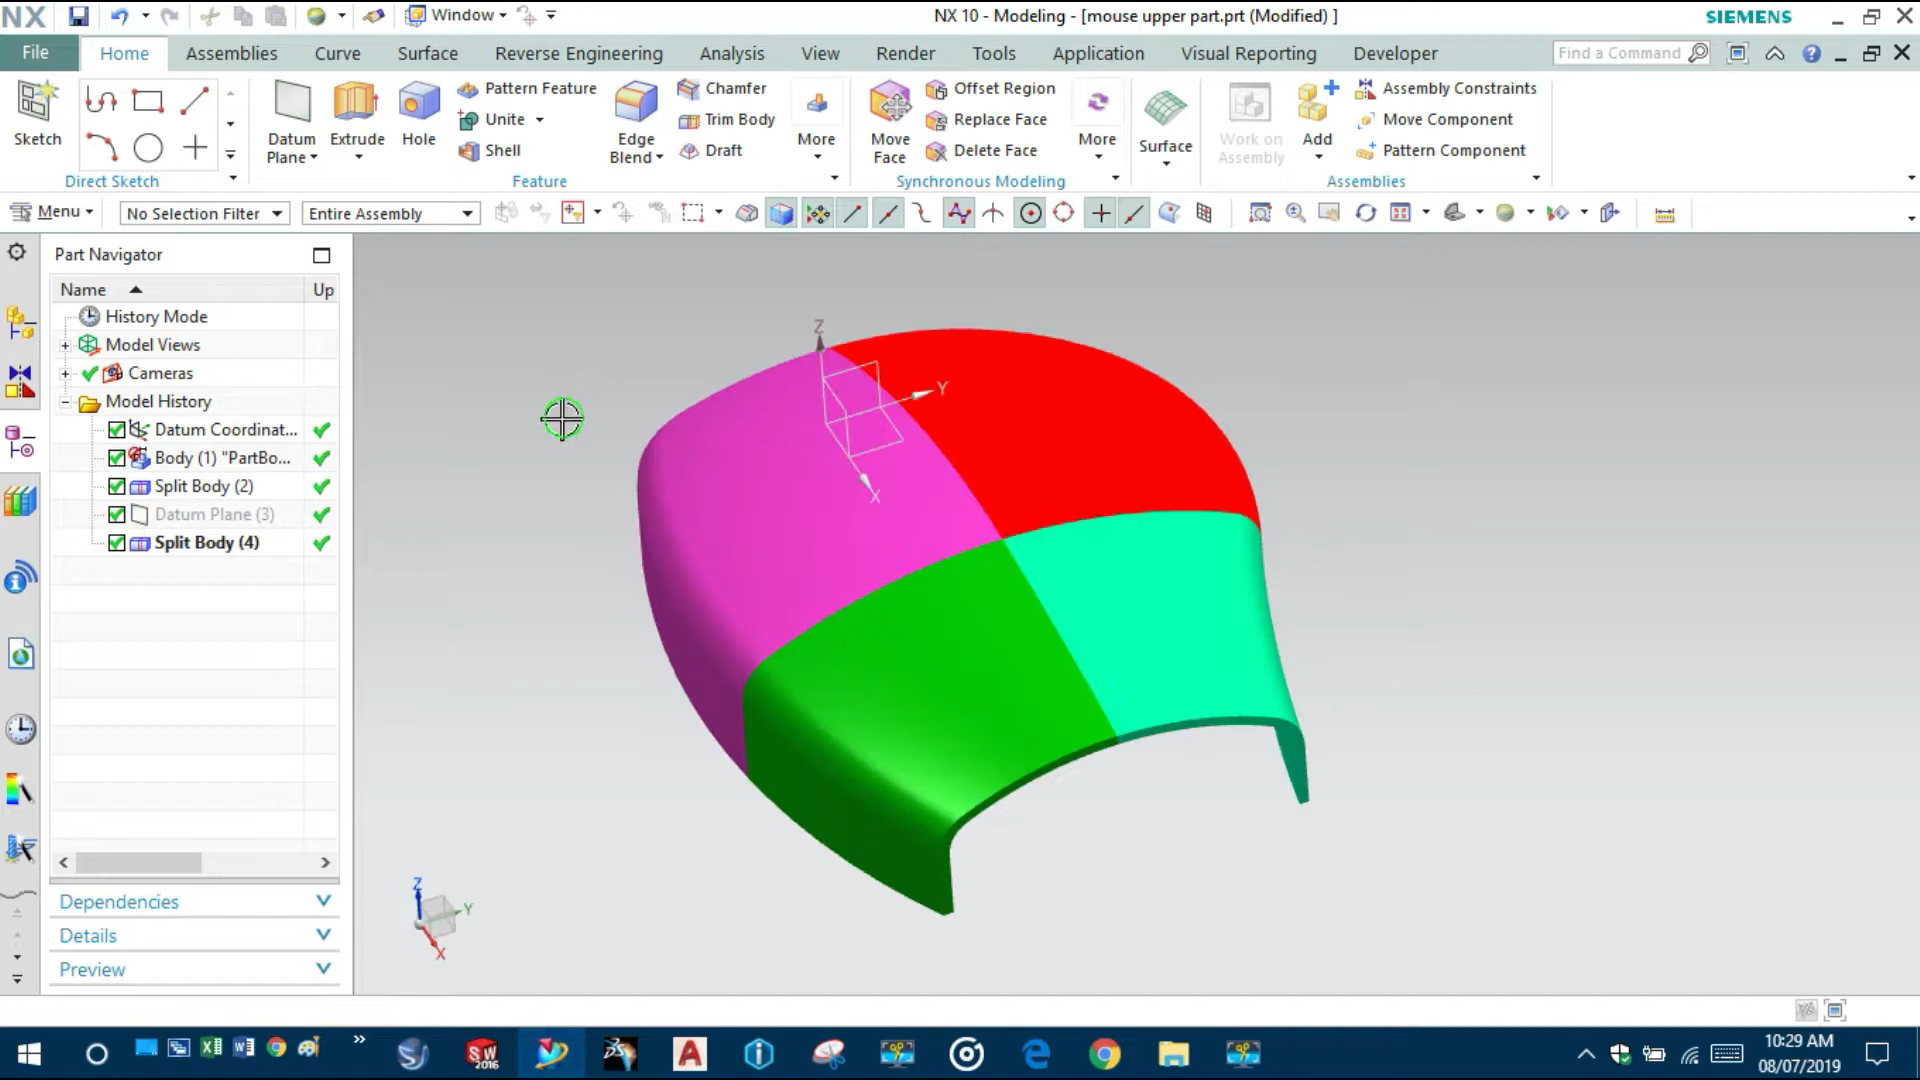 NX Window NX 10 - Modeling - [mouse upper part.prt (Modified) ] SIEMENS
File Home Assemblies Curve Surface Reverse Engineering Analysis View Render Tools Application Visual Reporting Developer Find a Command
Sketch
Datum Plane
Extrude
Hole
Pattern Feature
Unite
Shell
Edge Blend
Chamfer
Trim Body
Draft
More
Move Face
Offset Region
Replace Face
Delete Face
More
Surface
Work on Assembly
Add
Assembly Constraints
Move Component
Pattern Component
Direct Sketch Feature Synchronous Modeling Assemblies
Menu No Selection Filter Entire Assembly
Part Navigator
Name Up
History Mode
Model Views
Cameras
Model History
Datum Coordinat...
Body (1) "PartBo...
Split Body (2)
Datum Plane (3)
Split Body (4)
Dependencies
Details
Preview
Z
Y
X
Z
Y
X
SW
2016
10:29 AM
08/07/2019